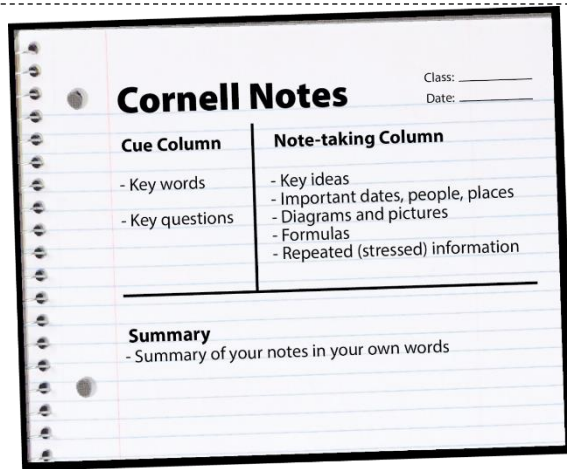 Cornell Notes
Class:
Date:
Cue Column
- Key words
- Key questions
Note-taking Column
- Key ideas
- Important dates, people, places
- Diagrams and pictures
- Formulas
- Repeated (stressed) information
Summary
- Summary of your notes in your own words